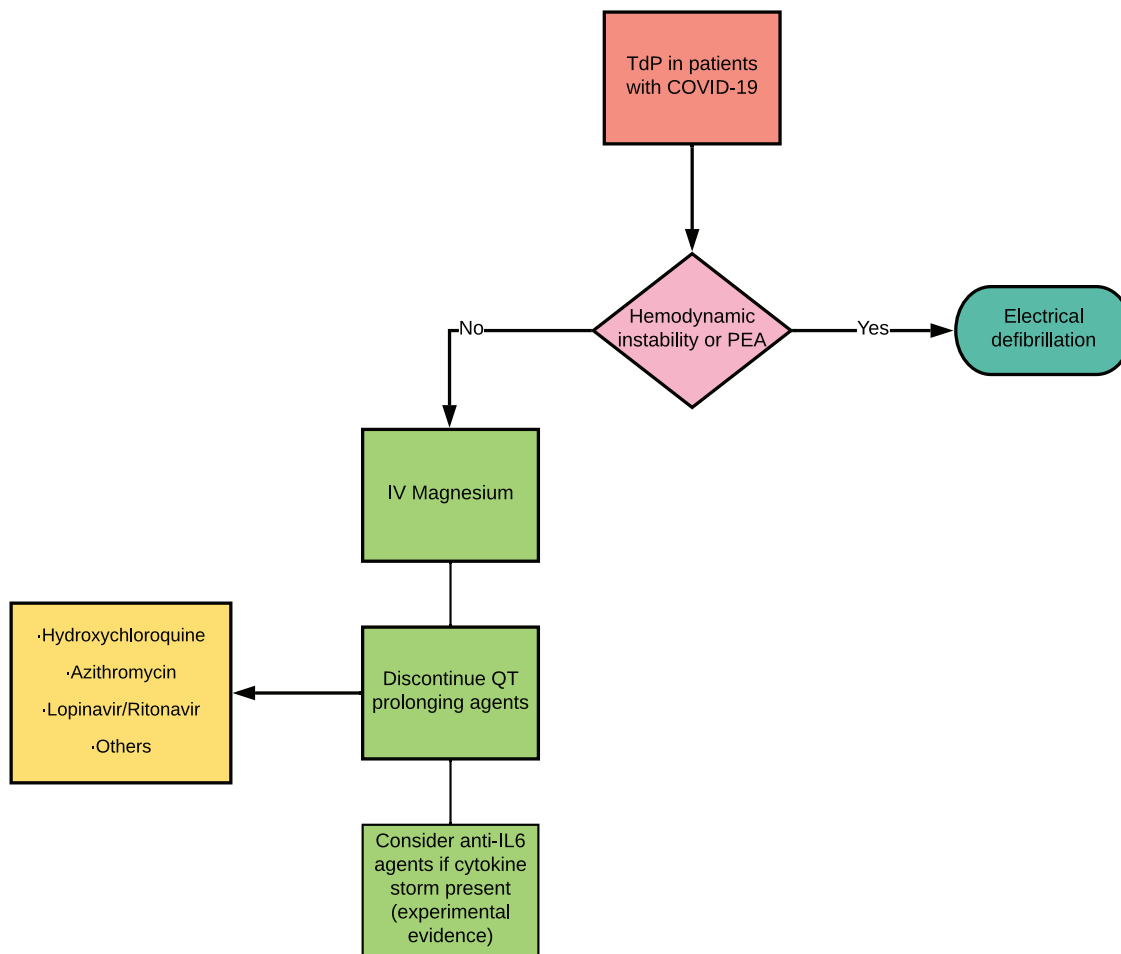 TdP in patients
with COVID-19
Hemodynamic
instability or PEA
No
Yes
Electrical
defibrillation
IV Magnesium
Discontinue QT
prolonging agents
·Hydroxychloroquine
·Azithromycin
·Lopinavir/Ritonavir
·Others
Consider anti-IL6
agents if cytokine
storm present
(experimental
evidence)